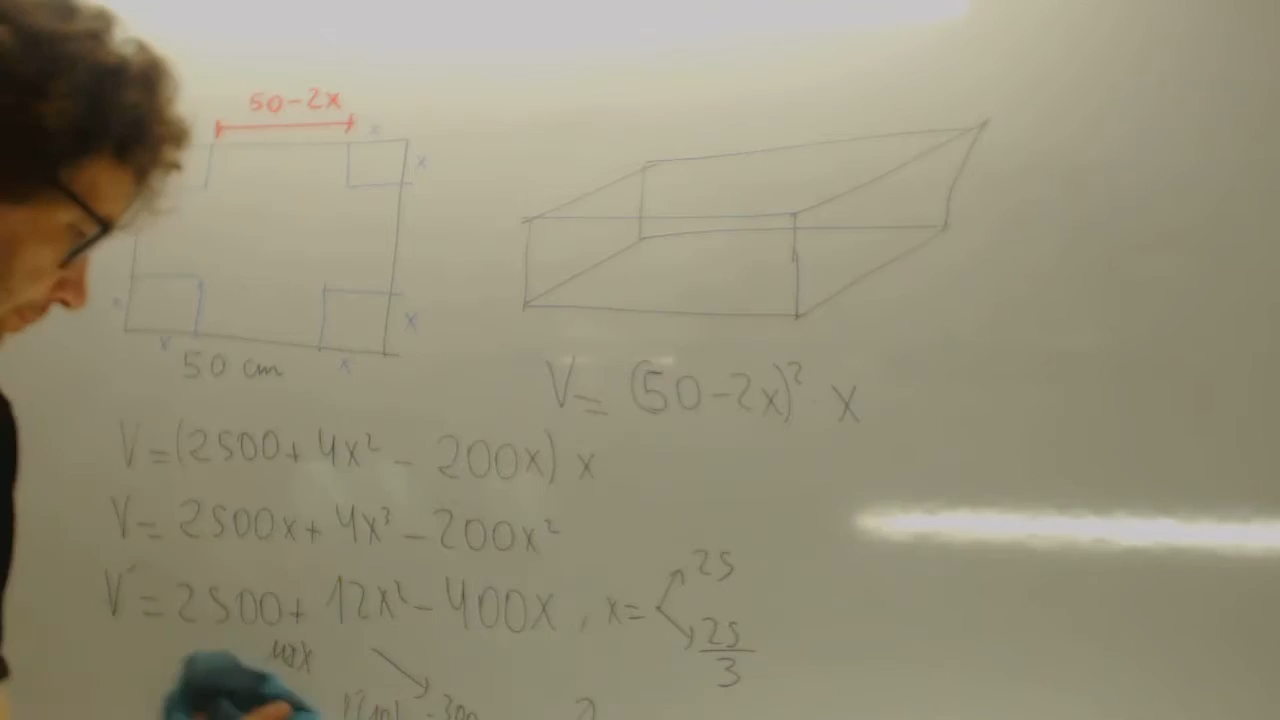 50-2x
x
x
x
x
x
x
50 cm
V= (50-2x)² x
V=(2500+4x²-200x) x
V= 2500x+4x³-200x²
V'=2500+12x²-400x, x=
25
25
3
max